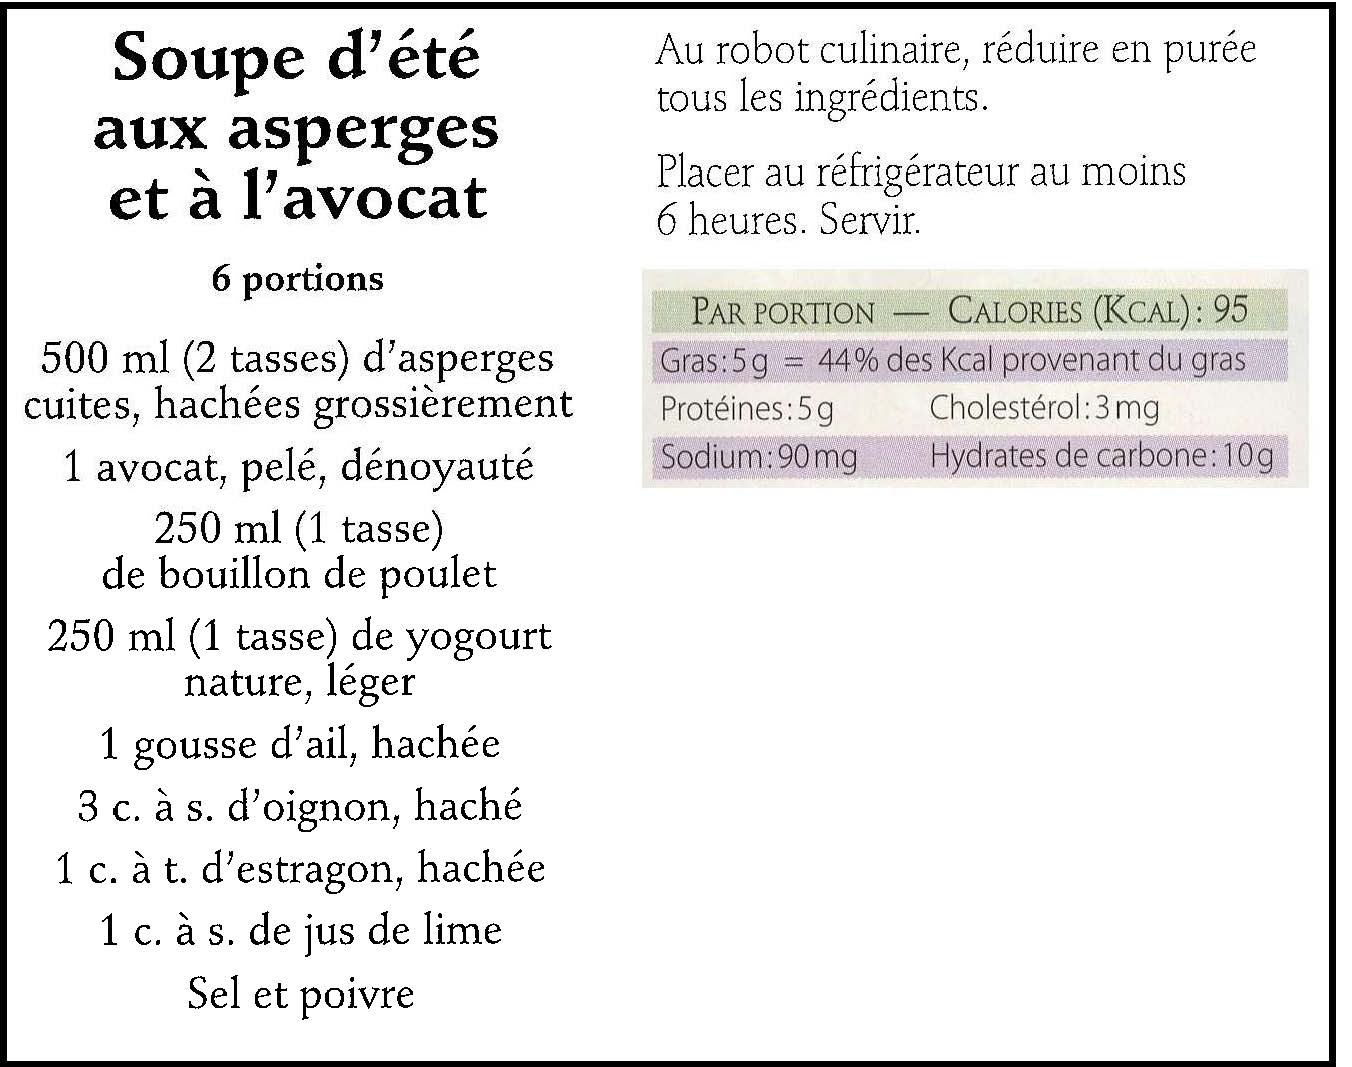 Soupe d'été
aux asperges
et à l'avocat
6 portions
500 ml (2 tasses) d'asperges
cuites, hachées grossièrement
1 avocat, pelé, dénoyauté
250 ml (1 tasse)
de bouillon de poulet
250 ml (1 tasse) de yogourt
nature, léger
1 gousse d'ail, hachée
3 c. à s. d'oignon, haché
1 c. à t. d'estragon, hachée
1 c. à s. de jus de lime
Sel et poivre
Au robot culinaire, réduire en purée
tous les ingrédients.
Placer au réfrigérateur au moins
6 heures. Servir.
PAR PORTION — CALORIES (KCAL): 95
Gras: 5 g = 44% des Kcal provenant du gras
Protéines: 5 g Cholestérol: 3 mg
Sodium: 90 mg Hydrates de carbone: 10 g